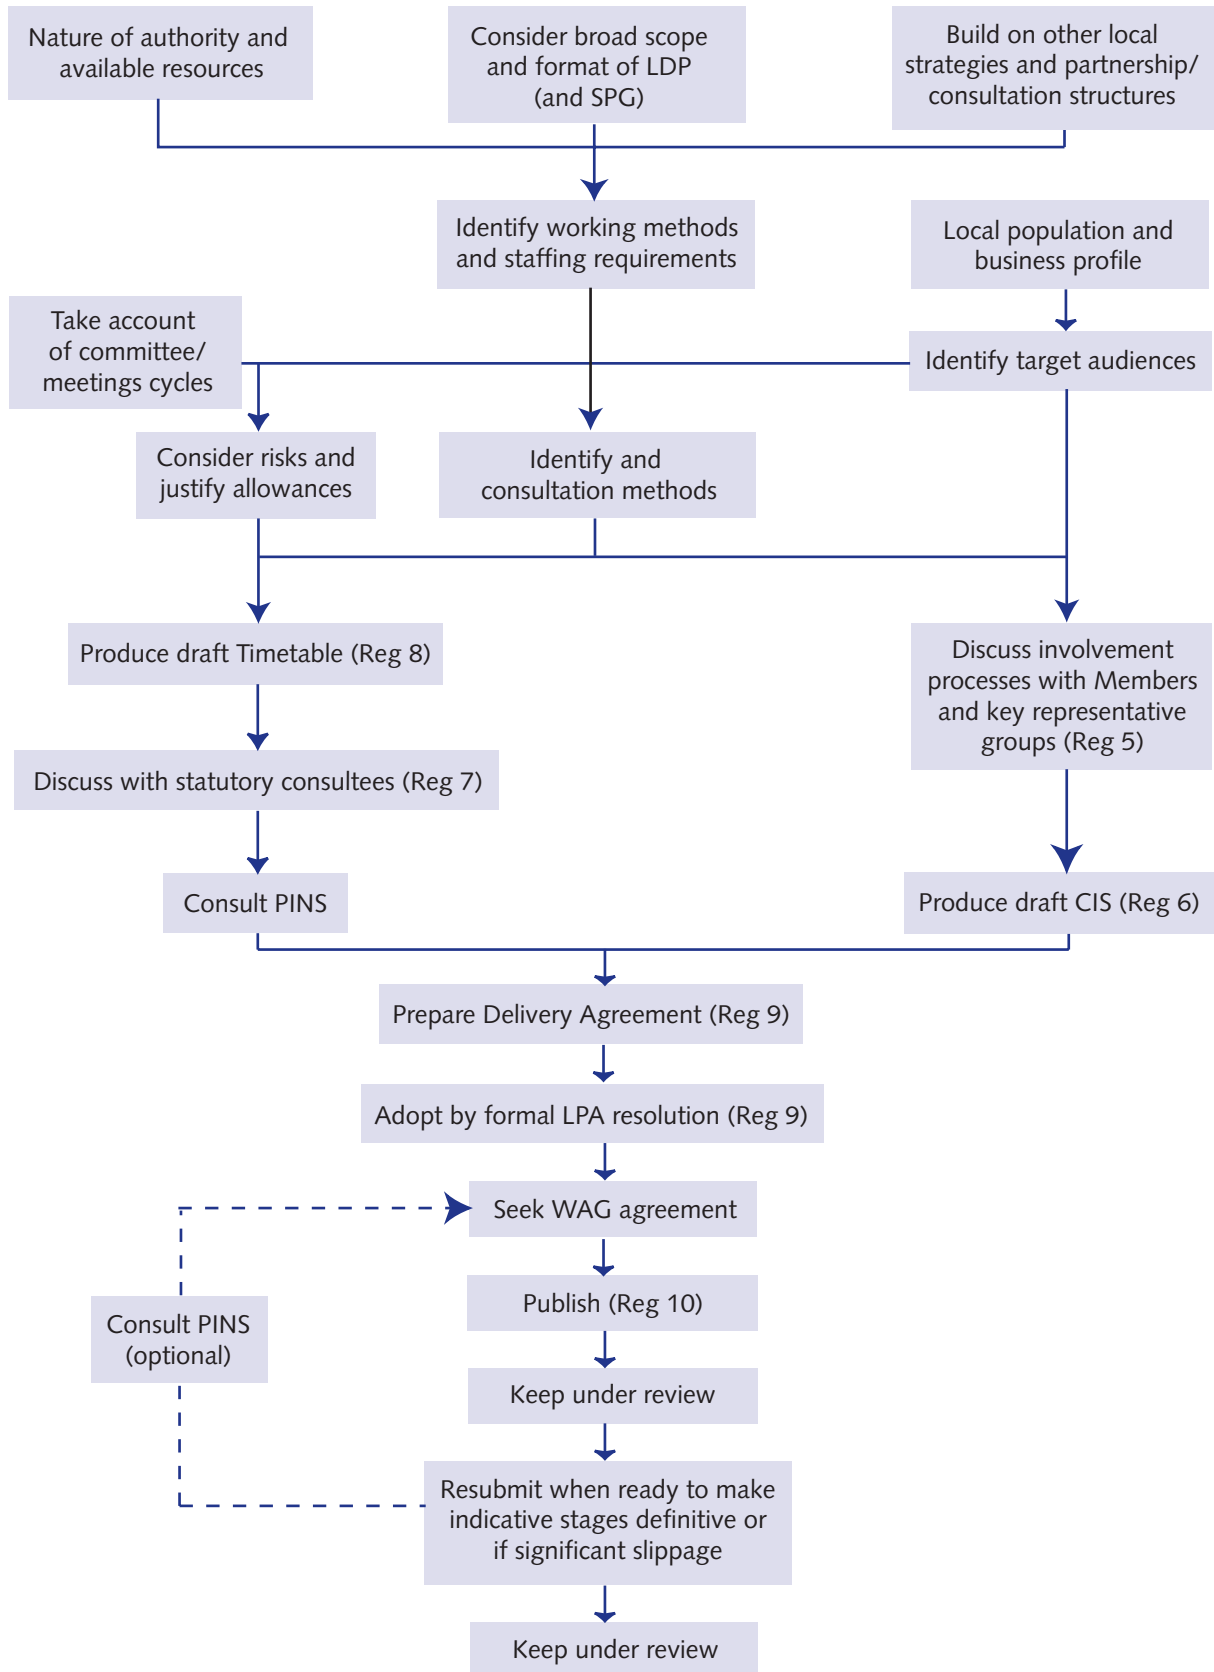 Nature of authority and
available resources
Consider broad scope
and format of LDP
(and SPG)
Build on other local
strategies and partnership/
consultation structures
Identify working methods
and staffing requirements
Local population and
business profile
Take account
of committee/
meetings cycles
Identify target audiences
Consider risks and
justify allowances
Identify and
consultation methods
Produce draft Timetable (Reg 8)
Discuss involvement
processes with Members
and key representative
groups (Reg 5)
Discuss with statutory consultees (Reg 7)
Consult PINS
Produce draft CIS (Reg 6)
Prepare Delivery Agreement (Reg 9)
Adopt by formal LPA resolution (Reg 9)
Seek WAG agreement
Publish (Reg 10)
Consult PINS
(optional)
Keep under review
Resubmit when ready to make
indicative stages definitive or
if significant slippage
Keep under review